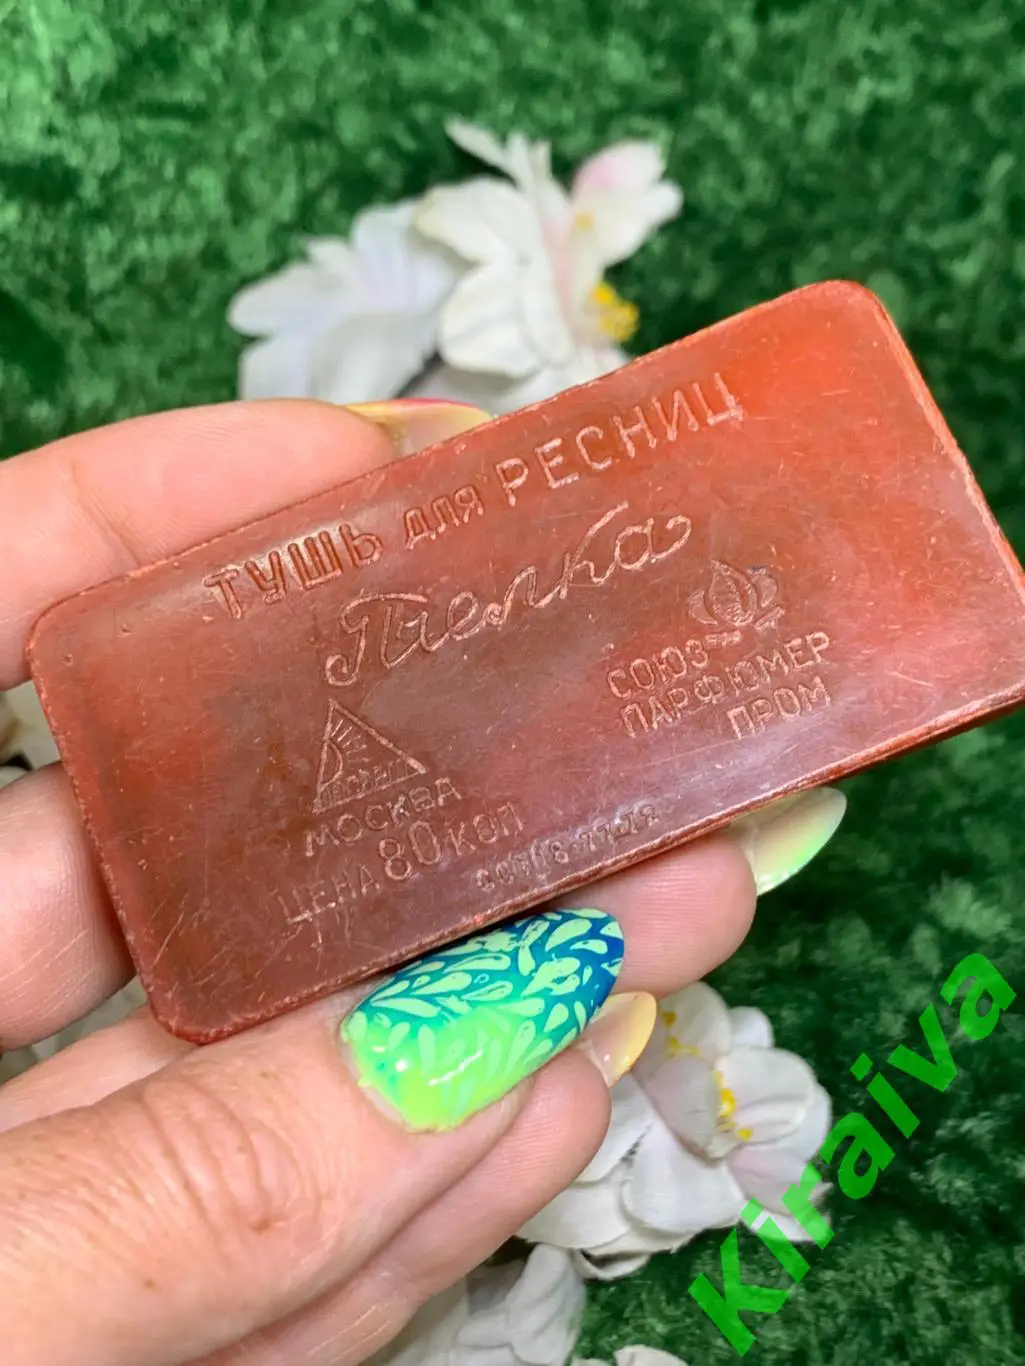 ТУШЬ для РЕСНИЦ
Пчелка
СОЮЗ
ПАРФЮМЕР
ПРОМ
МОСКВА
ЦЕНА 80 КОП
Kiraiva